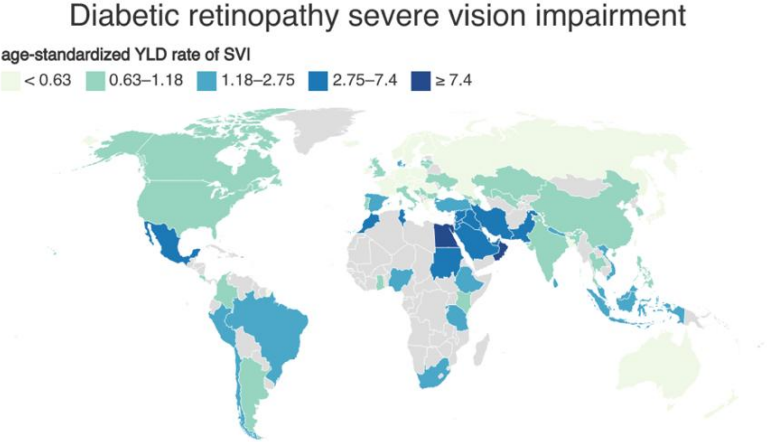 Diabetic retinopathy severe vision impairment
age-standardized YLD rate of SVI
< 0.63 0.63–1.18 1.18–2.75 2.75–7.4 ≥ 7.4